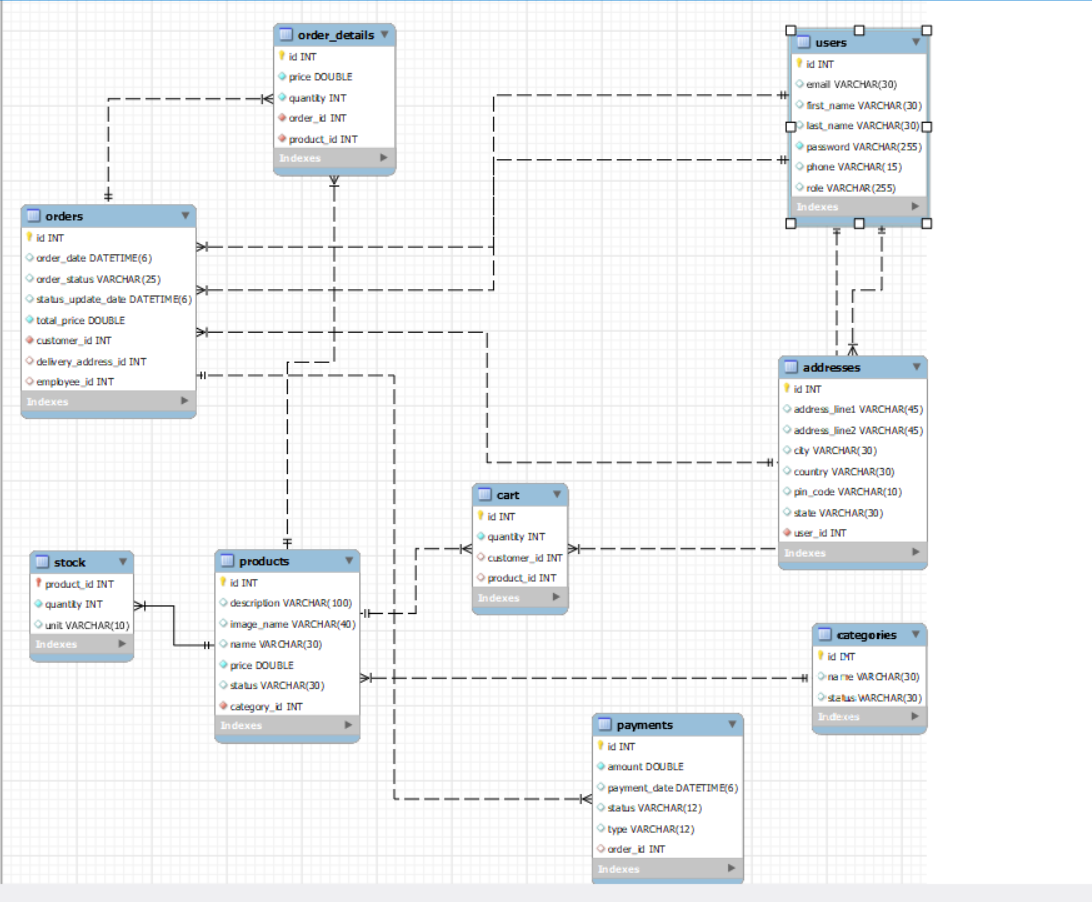 order_details
id INT
price DOUBLE
quantity INT
order_id INT
product_id INT
Indexes
users
id INT
email VARCHAR(30)
first_name VARCHAR(30)
last_name VARCHAR(30)
password VARCHAR(255)
phone VARCHAR(15)
role VARCHAR(255)
Indexes
orders
id INT
order_date DATETIME(6)
order_status VARCHAR(25)
status_update_date DATETIME(6)
total_price DOUBLE
customer_id INT
delivery_address_id INT
employee_id INT
Indexes
addresses
id INT
address_line1 VARCHAR(45)
address_line2 VARCHAR(45)
city VARCHAR(30)
country VARCHAR(30)
pin_code VARCHAR(10)
state VARCHAR(30)
user_id INT
Indexes
cart
id INT
quantity INT
customer_id INT
product_id INT
Indexes
stock
product_id INT
quantity INT
unit VARCHAR(10)
Indexes
products
id INT
description VARCHAR(100)
image_name VARCHAR(40)
name VARCHAR(30)
price DOUBLE
status VARCHAR(30)
category_id INT
Indexes
categories
id INT
name VARCHAR(30)
status VARCHAR(30)
Indexes
payments
id INT
amount DOUBLE
payment_date DATETIME(6)
status VARCHAR(12)
type VARCHAR(12)
order_id INT
Indexes